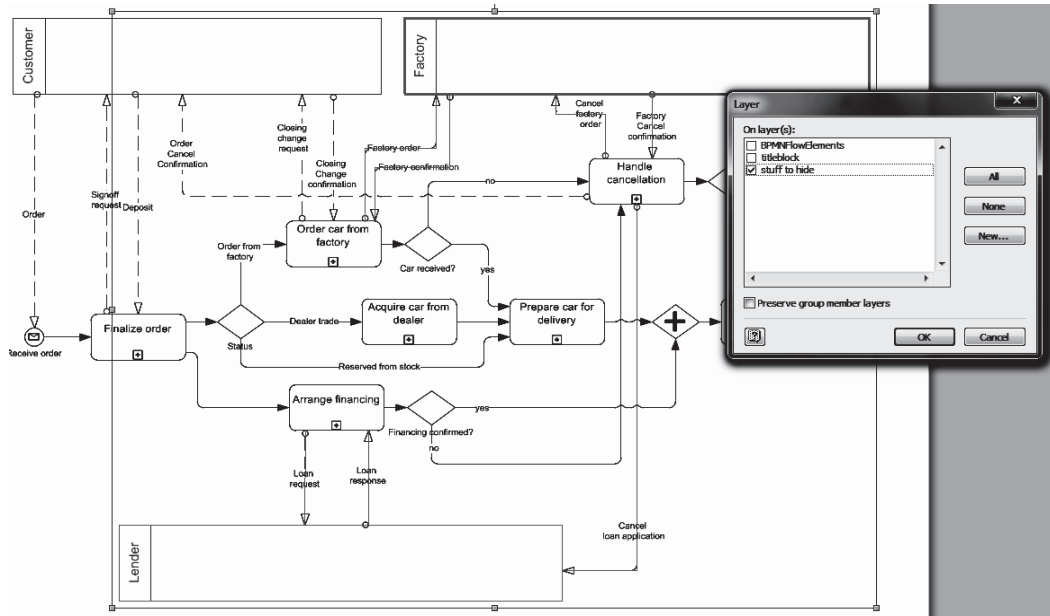 Customer
Factory
Order
Cancel
Confirmation
Closing
change
request
Closing
Change
confirmation
Factory order
Factory confirmation
Cancel
factory
order
Factory
Cancel
confirmation
Order
Signoff
request
Deposit
no
Handle
cancellation
Order from
factory
Order car from
factory
Car received?
yes
Receive order
Finalize order
Status
Dealer trade
Acquire car from
dealer
Prepare car for
delivery
Reserved from stock
Arrange financing
Financing confirmed?
yes
no
Loan
request
Loan
response
Cancel
loan application
Lender
Layer
On layer(s):
BPMNFlowElements
titleblock
stuff to hide
All
None
New...
Preserve group member layers
OK
Cancel